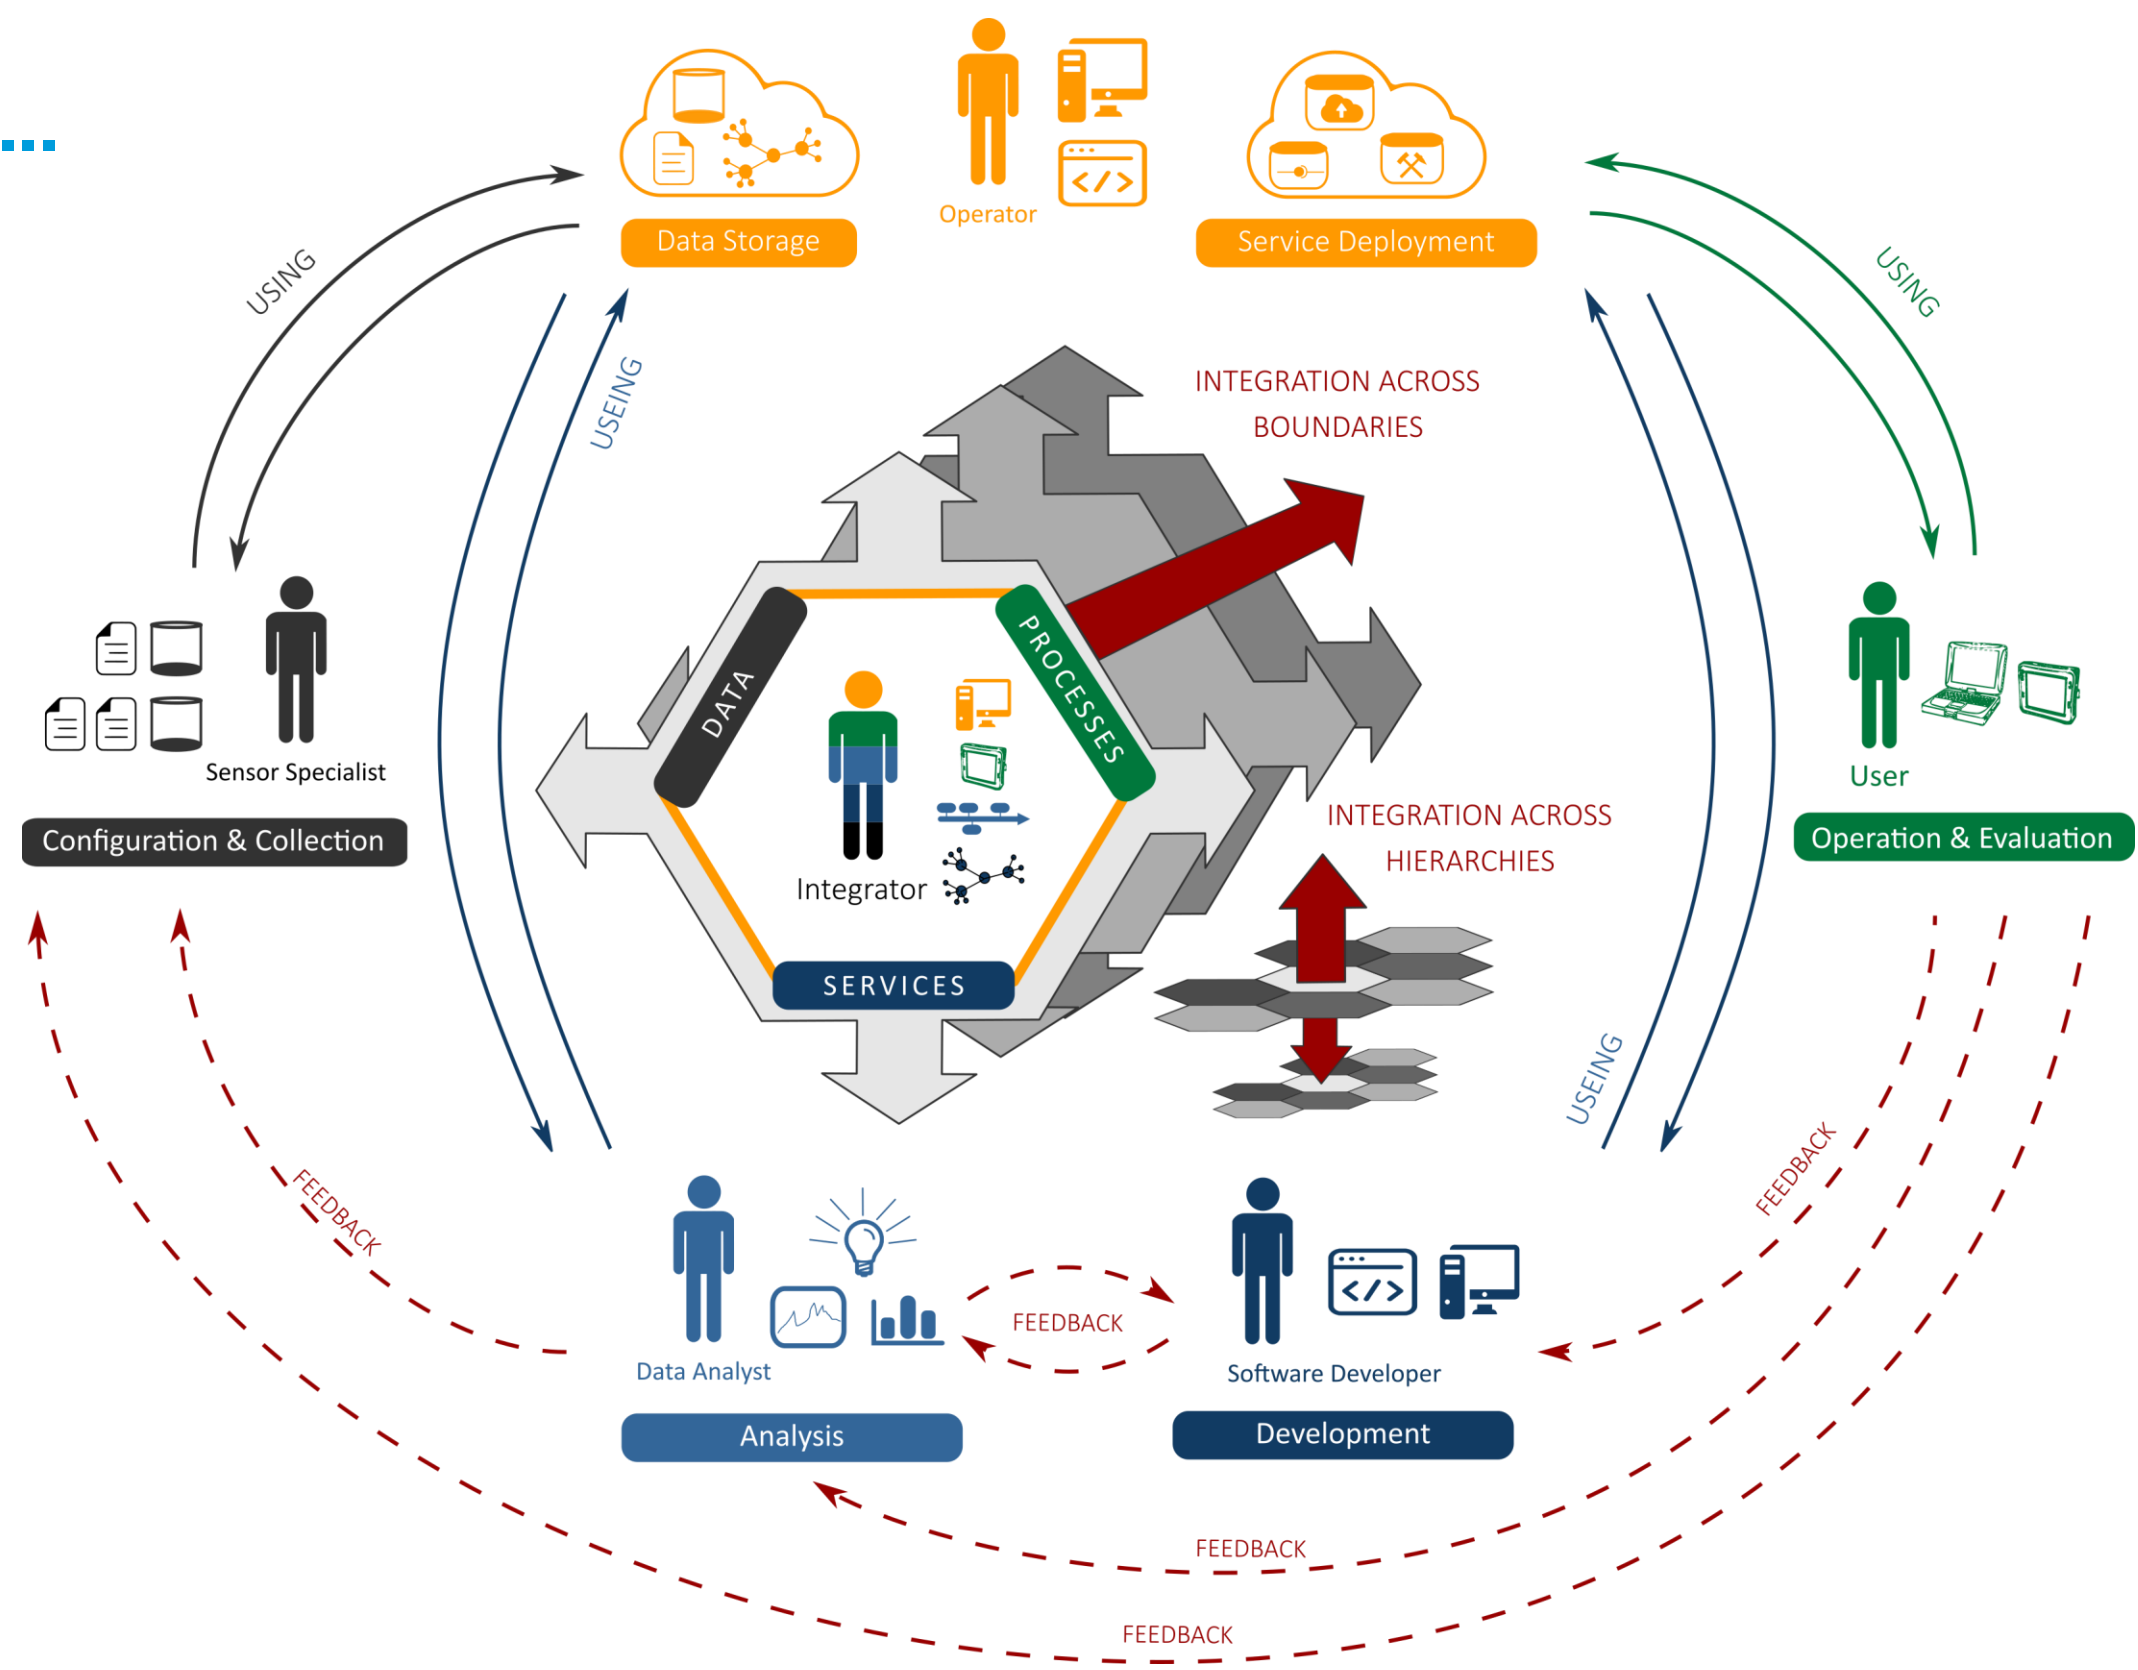 Operator
Data Storage
Service Deployment
USING
USING
USEING
INTEGRATION ACROSS
BOUNDARIES
DATA
PROCESSES
Sensor Specialist
User
Configuration & Collection
Operation & Evaluation
INTEGRATION ACROSS
HIERARCHIES
Integrator
SERVICES
USEING
FEEDBACK
FEEDBACK
FEEDBACK
</>
Data Analyst
Software Developer
Analysis
Development
FEEDBACK
FEEDBACK
</>